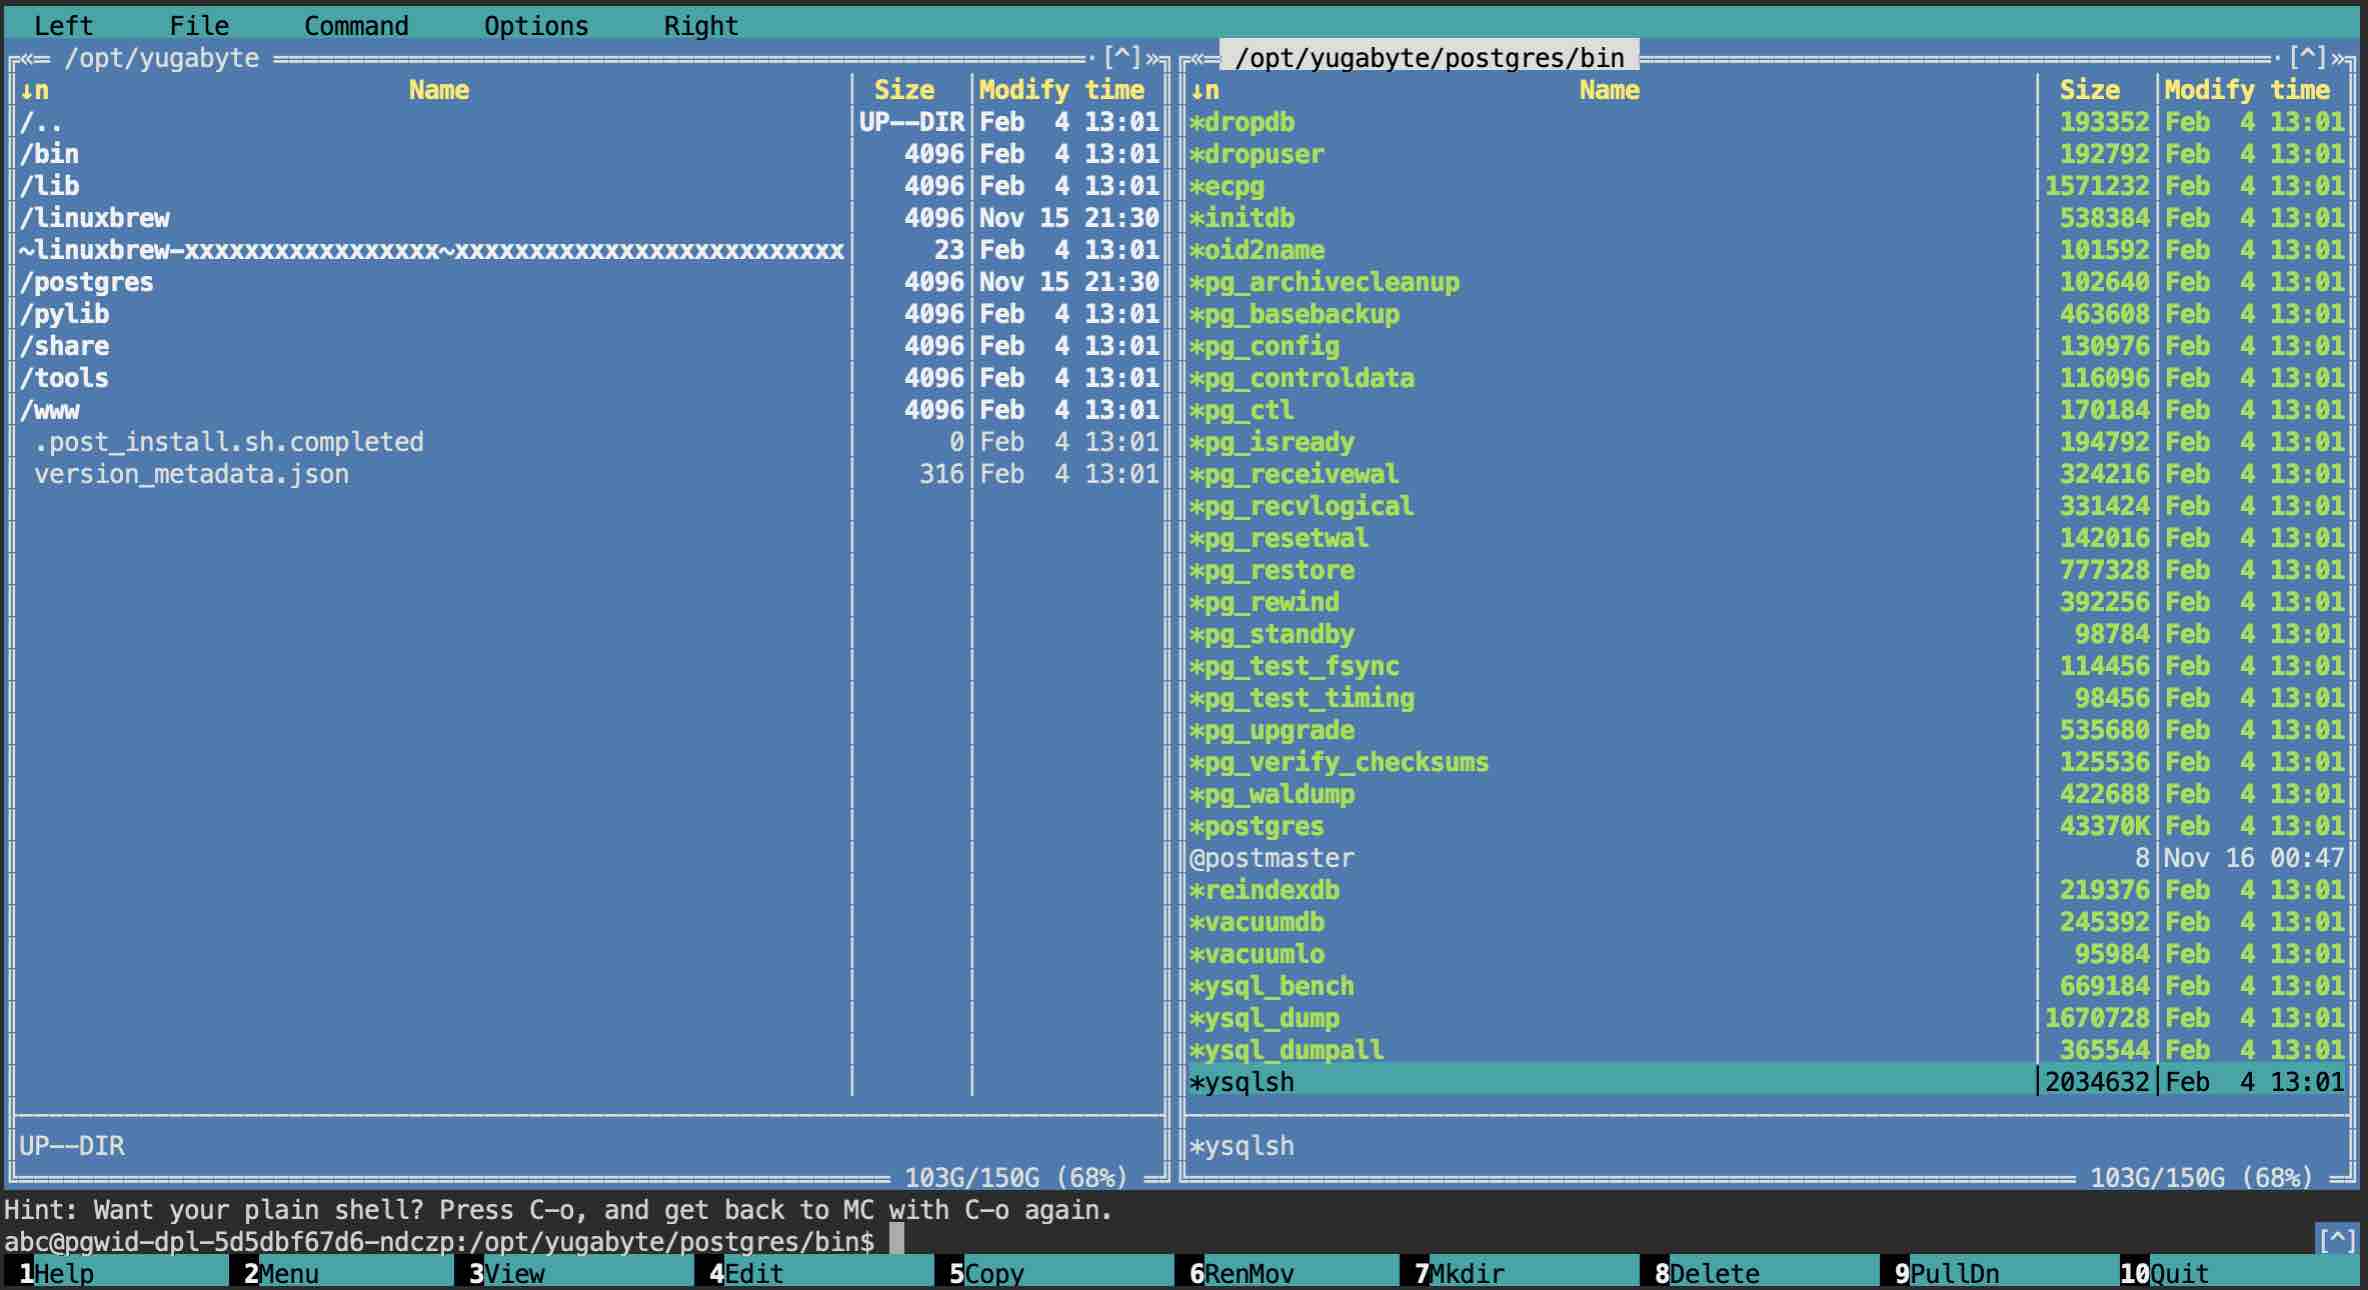 Left File Command Options Right
/opt/yugabyte [^]
↓n Name Size Modify time
/.. UP--DIR Feb 4 13:01
/bin 4096 Feb 4 13:01
/lib 4096 Feb 4 13:01
/linuxbrew 4096 Nov 15 21:30
~linuxbrew-xxxxxxxxxxxxxxxxx~xxxxxxxxxxxxxxxxxxxxxxxxxx 23 Feb 4 13:01
/postgres 4096 Nov 15 21:30
/pylib 4096 Feb 4 13:01
/share 4096 Feb 4 13:01
/tools 4096 Feb 4 13:01
/www 4096 Feb 4 13:01
.post_install.sh.completed 0 Feb 4 13:01
version_metadata.json 316 Feb 4 13:01
UP--DIR
103G/150G (68%)
/opt/yugabyte/postgres/bin [^]
↓n Name Size Modify time
*dropdb 193352 Feb 4 13:01
*dropuser 192792 Feb 4 13:01
*ecpg 1571232 Feb 4 13:01
*initdb 538384 Feb 4 13:01
*oid2name 101592 Feb 4 13:01
*pg_archivecleanup 102640 Feb 4 13:01
*pg_basebackup 463608 Feb 4 13:01
*pg_config 130976 Feb 4 13:01
*pg_controldata 116096 Feb 4 13:01
*pg_ctl 170184 Feb 4 13:01
*pg_isready 194792 Feb 4 13:01
*pg_receivewal 324216 Feb 4 13:01
*pg_recvlogical 331424 Feb 4 13:01
*pg_resetwal 142016 Feb 4 13:01
*pg_restore 777328 Feb 4 13:01
*pg_rewind 392256 Feb 4 13:01
*pg_standby 98784 Feb 4 13:01
*pg_test_fsync 114456 Feb 4 13:01
*pg_test_timing 98456 Feb 4 13:01
*pg_upgrade 535680 Feb 4 13:01
*pg_verify_checksums 125536 Feb 4 13:01
*pg_waldump 422688 Feb 4 13:01
*postgres 43370K Feb 4 13:01
@postmaster 8 Nov 16 00:47
*reindexdb 219376 Feb 4 13:01
*vacuumdb 245392 Feb 4 13:01
*vacuumlo 95984 Feb 4 13:01
*ysql_bench 669184 Feb 4 13:01
*ysql_dump 1670728 Feb 4 13:01
*ysql_dumpall 365544 Feb 4 13:01
*ysqlsh 2034632 Feb 4 13:01
*ysqlsh
103G/150G (68%)
Hint: Want your plain shell? Press C-o, and get back to MC with C-o again.
abc@pgwid-dpl-5d5dbf67d6-ndczp:/opt/yugabyte/postgres/bin$ [^]
1Help 2Menu 3View 4Edit 5Copy 6RenMov 7Mkdir 8Delete 9PullDn 10Quit